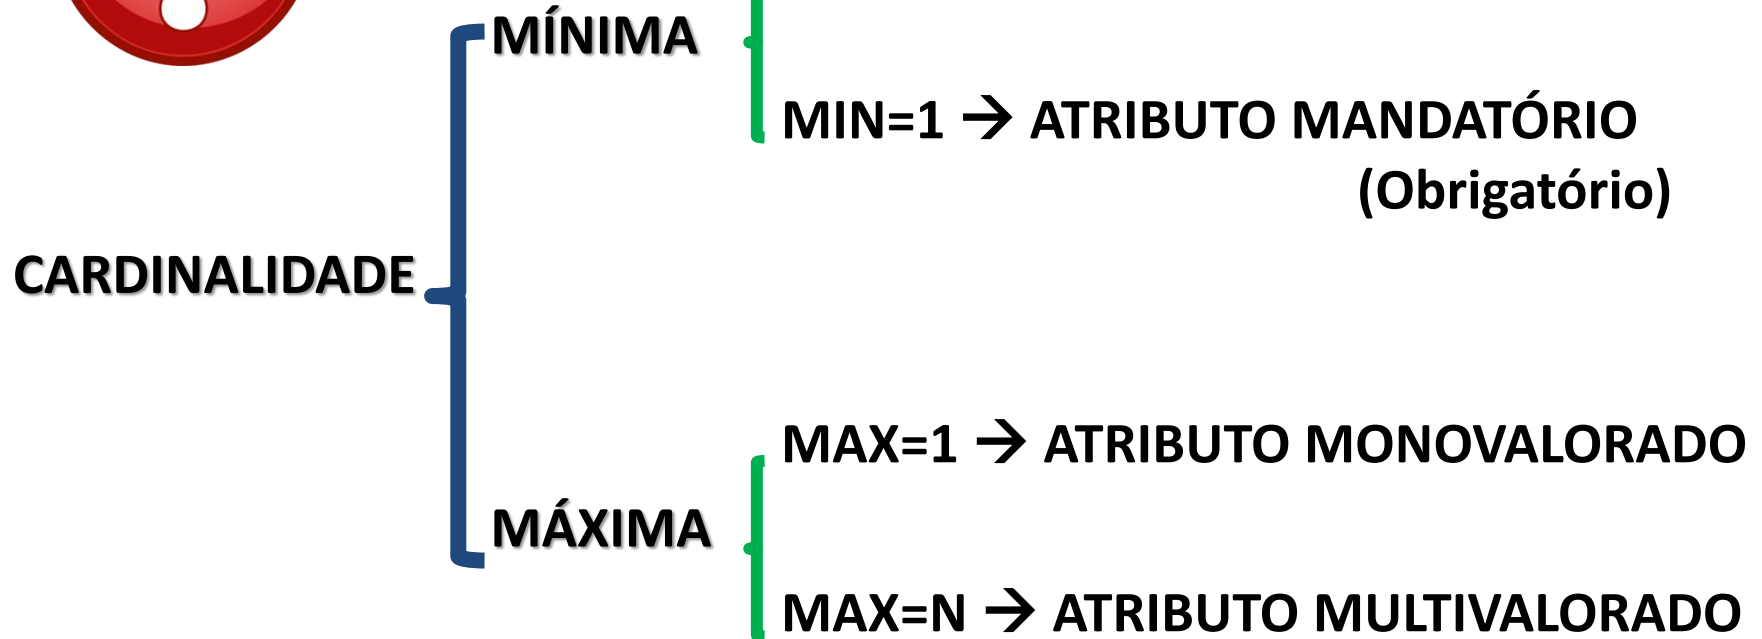 MÍNIMA
MIN=1 → ATRIBUTO MANDATÓRIO
(Obrigatório)
CARDINALIDADE
MAX=1 → ATRIBUTO MONOVALORADO
MÁXIMA
MAX=N → ATRIBUTO MULTIVALORADO